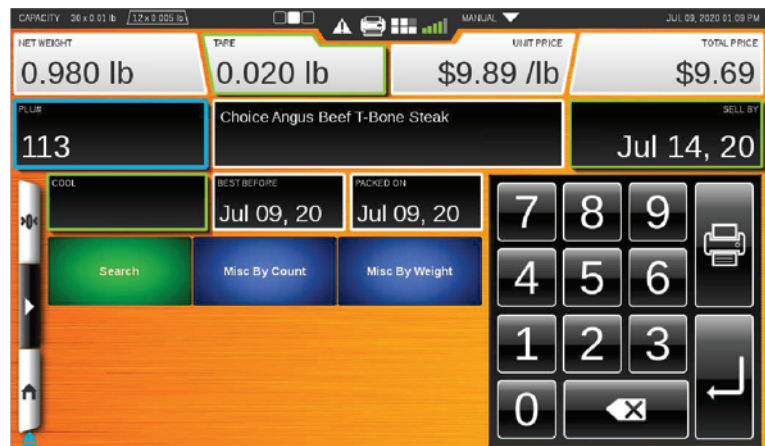 CAPACITY 30 x 0.01 lb 12 x 0.005 lb MANUAL JUL 09, 2020 01:09 PM
NET WEIGHT TARE UNIT PRICE TOTAL PRICE
0.980 lb 0.020 lb $9.89 /lb $9.69
PLU# Choice Angus Beef T-Bone Steak SELL BY
113 Jul 14, 20
COOL BEST BEFORE PACKED ON
Jul 09, 20 Jul 09, 20
>0<
Search Misc By Count Misc By Weight
7 8 9
4 5 6
1 2 3
0